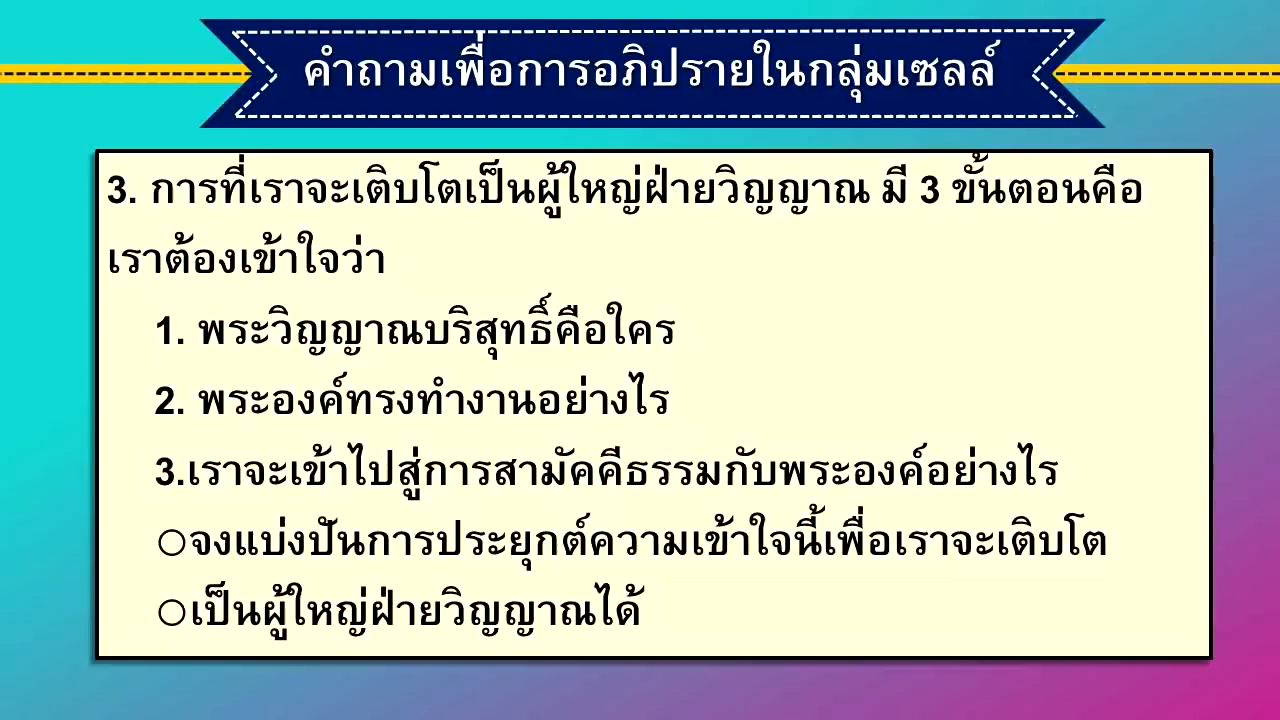 คำถามเพื่อการอภิปรายในกลุ่มเซลล์
3. การที่เราจะเติบโตเป็นผู้ใหญ่ฝ่ายวิญญาณ มี 3 ขั้นตอนคือ
เราต้องเข้าใจว่า
1. พระวิญญาณบริสุทธิ์คือใคร
2. พระองค์ทรงทำงานอย่างไร
3.เราจะเข้าไปสู่การสามัคคีธรรมกับพระองค์อย่างไร
○จงแบ่งปันการประยุกต์ความเข้าใจนี้เพื่อเราจะเติบโต
○เป็นผู้ใหญ่ฝ่ายวิญญาณได้